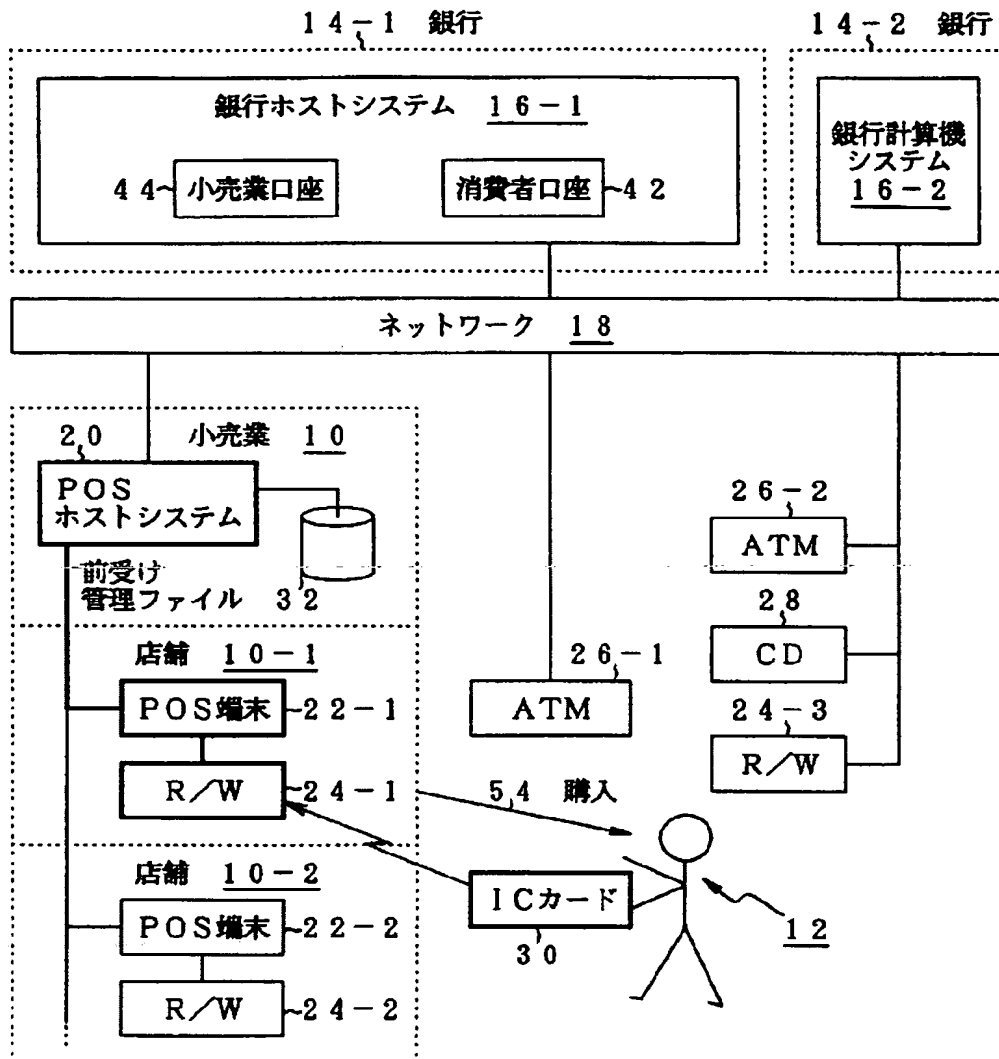 14-1 銀行
14-2 銀行
銀行ホストシステム 16-1
44 小売業口座
消費者口座 42
銀行計算機
システム
16-2
ネットワーク 18
20
小売業 10
POS
ホストシステム
前受け
管理ファイル 32
26-2
ATM
28
CD
24-3
R/W
店舗 10-1
POS端末 22-1
R/W 24-1
26-1
ATM
54 購入
店舗 10-2
POS端末 22-2
R/W 24-2
ICカード
30
12